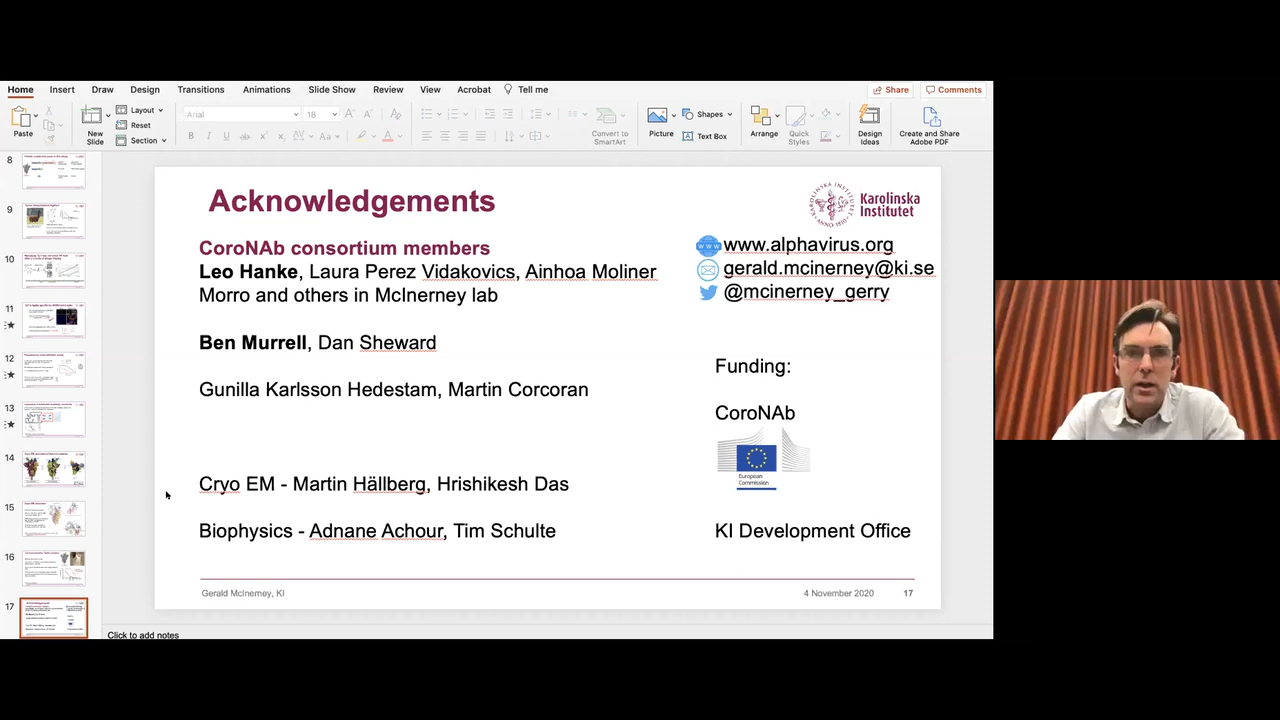 Home Insert Draw Design Transitions Animations Slide Show Review View Acrobat Tell me
Share Comments
Paste
New Slide
Layout
Reset
Section
Arial 18
Convert to SmartArt
Picture
Shapes
Text Box
Arrange
Quick Styles
Design Ideas
Create and Share Adobe PDF
8
9
10
11
12
13
14
15
16
17
Acknowledgements
Karolinska
Institutet
CoroNAb consortium members
Leo Hanke, Laura Perez Vidakovics, Ainhoa Moliner
Morro and others in McInerney lab
Ben Murrell, Dan Sheward
Gunilla Karlsson Hedestam, Martin Corcoran
Cryo EM - Martin Hällberg, Hrishikesh Das
Biophysics - Adnane Achour, Tim Schulte
www.alphavirus.org
gerald.mcinerney@ki.se
@mcinerney_gerry
Funding:
CoroNAb
European
Commission
KI Development Office
Gerald McInerney, KI
4 November 2020 17
Click to add notes